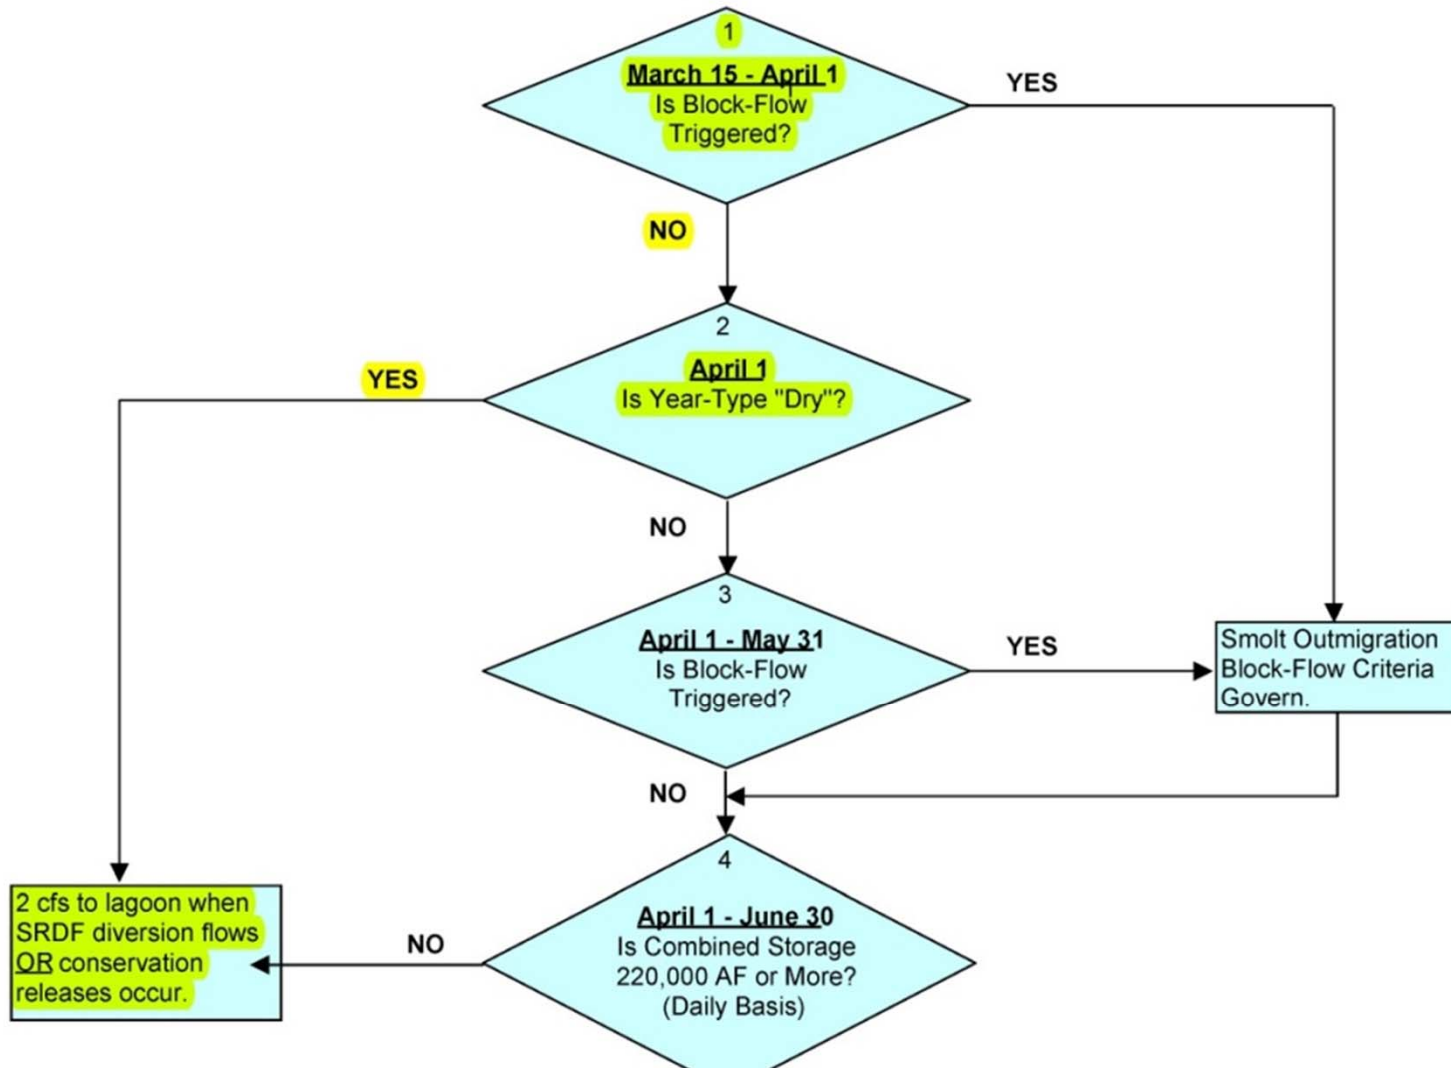 1
March 15 - April 1
Is Block-Flow
Triggered?
YES
NO
2
April 1
Is Year-Type "Dry"?
YES
NO
3
April 1 - May 31
Is Block-Flow
Triggered?
YES
Smolt Outmigration
Block-Flow Criteria
Govern.
NO
4
April 1 - June 30
Is Combined Storage
220,000 AF or More?
(Daily Basis)
NO
2 cfs to lagoon when
SRDF diversion flows
OR conservation
releases occur.